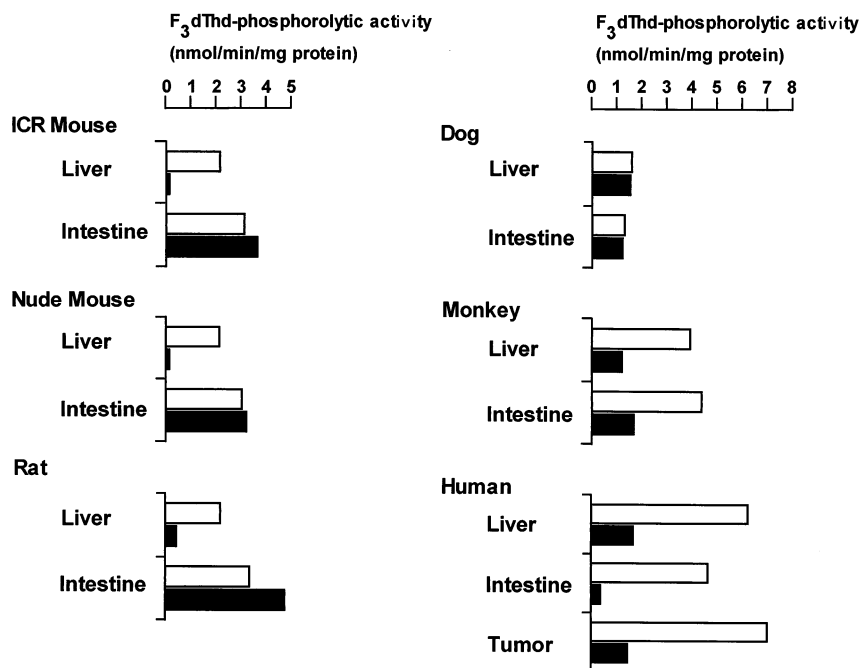 F3dThd-phosphorolytic activity
(nmol/min/mg protein)
0 1 2 3 4 5
ICR Mouse
Liver
Intestine
Nude Mouse
Liver
Intestine
Rat
Liver
Intestine
F3dThd-phosphorolytic activity
(nmol/min/mg protein)
0 1 2 3 4 5 6 7 8
Dog
Liver
Intestine
Monkey
Liver
Intestine
Human
Liver
Intestine
Tumor